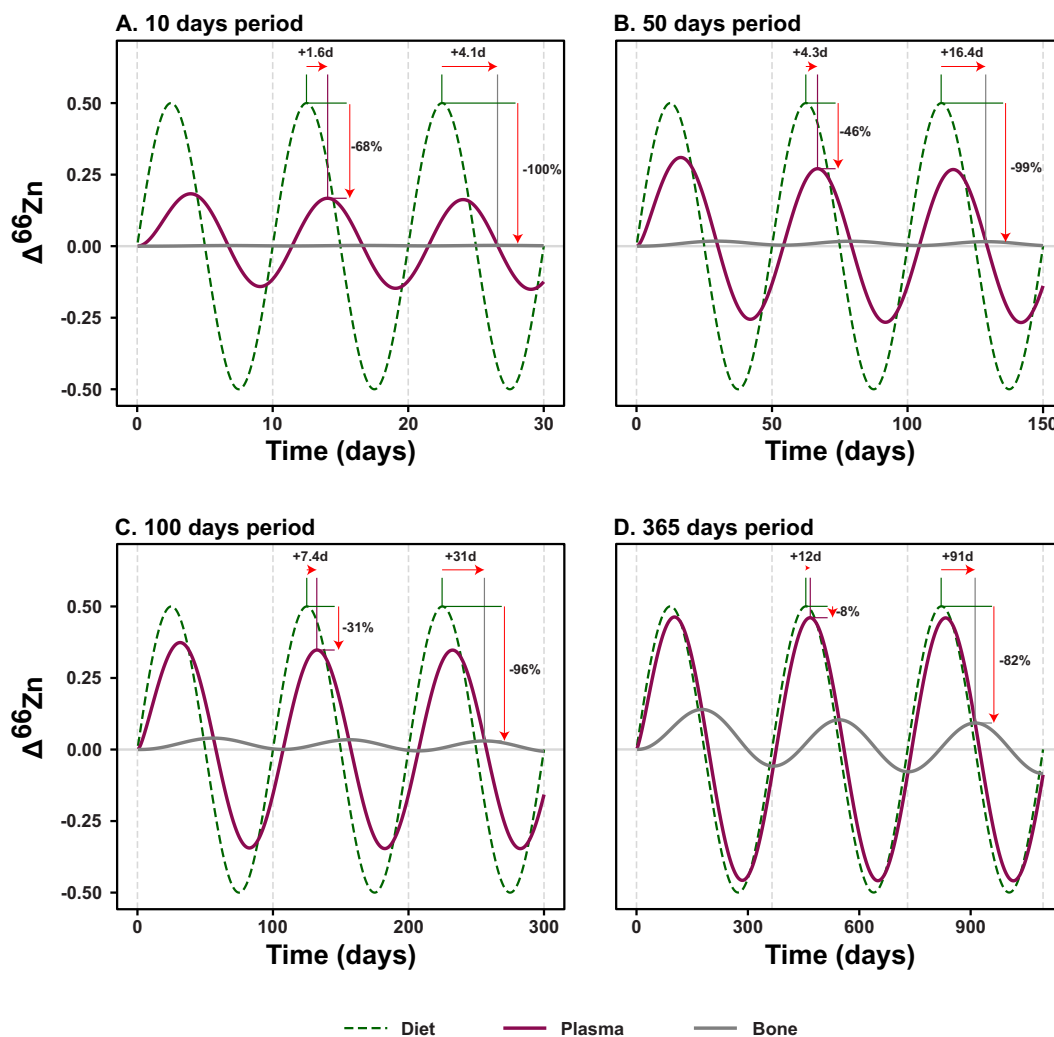 A. 10 days period
B. 50 days period
+1.6d
+4.1d
+4.3d
+16.4d
0.50
0.25
0.00
-0.25
-0.50
-68%
-100%
-46%
-99%
Δ66Zn
0
10
20
30
0
50
100
150
Time (days)
Time (days)
C. 100 days period
D. 365 days period
+7.4d
+31d
+12d
+91d
0.50
0.25
0.00
-0.25
-0.50
-31%
-96%
-8%
-82%
Δ66Zn
0
100
200
300
0
300
600
900
Time (days)
Time (days)
Diet
Plasma
Bone